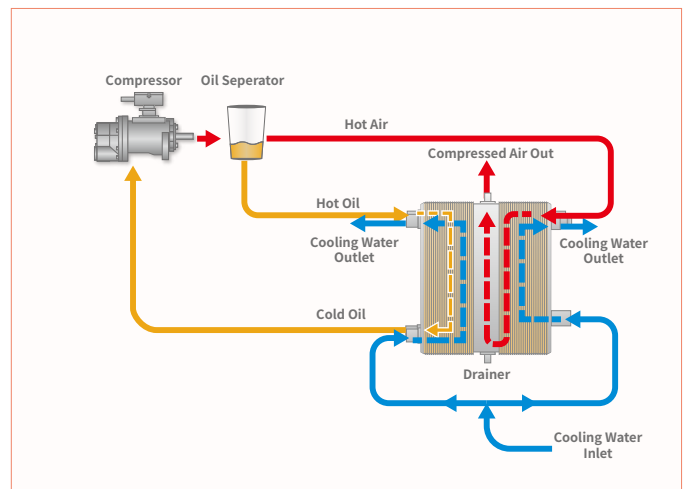 Compressor
Oil Seperator
Hot Air
Compressed Air Out
Hot Oil
Cooling Water
Outlet
Cooling Water
Outlet
Cold Oil
Drainer
Cooling Water
Inlet